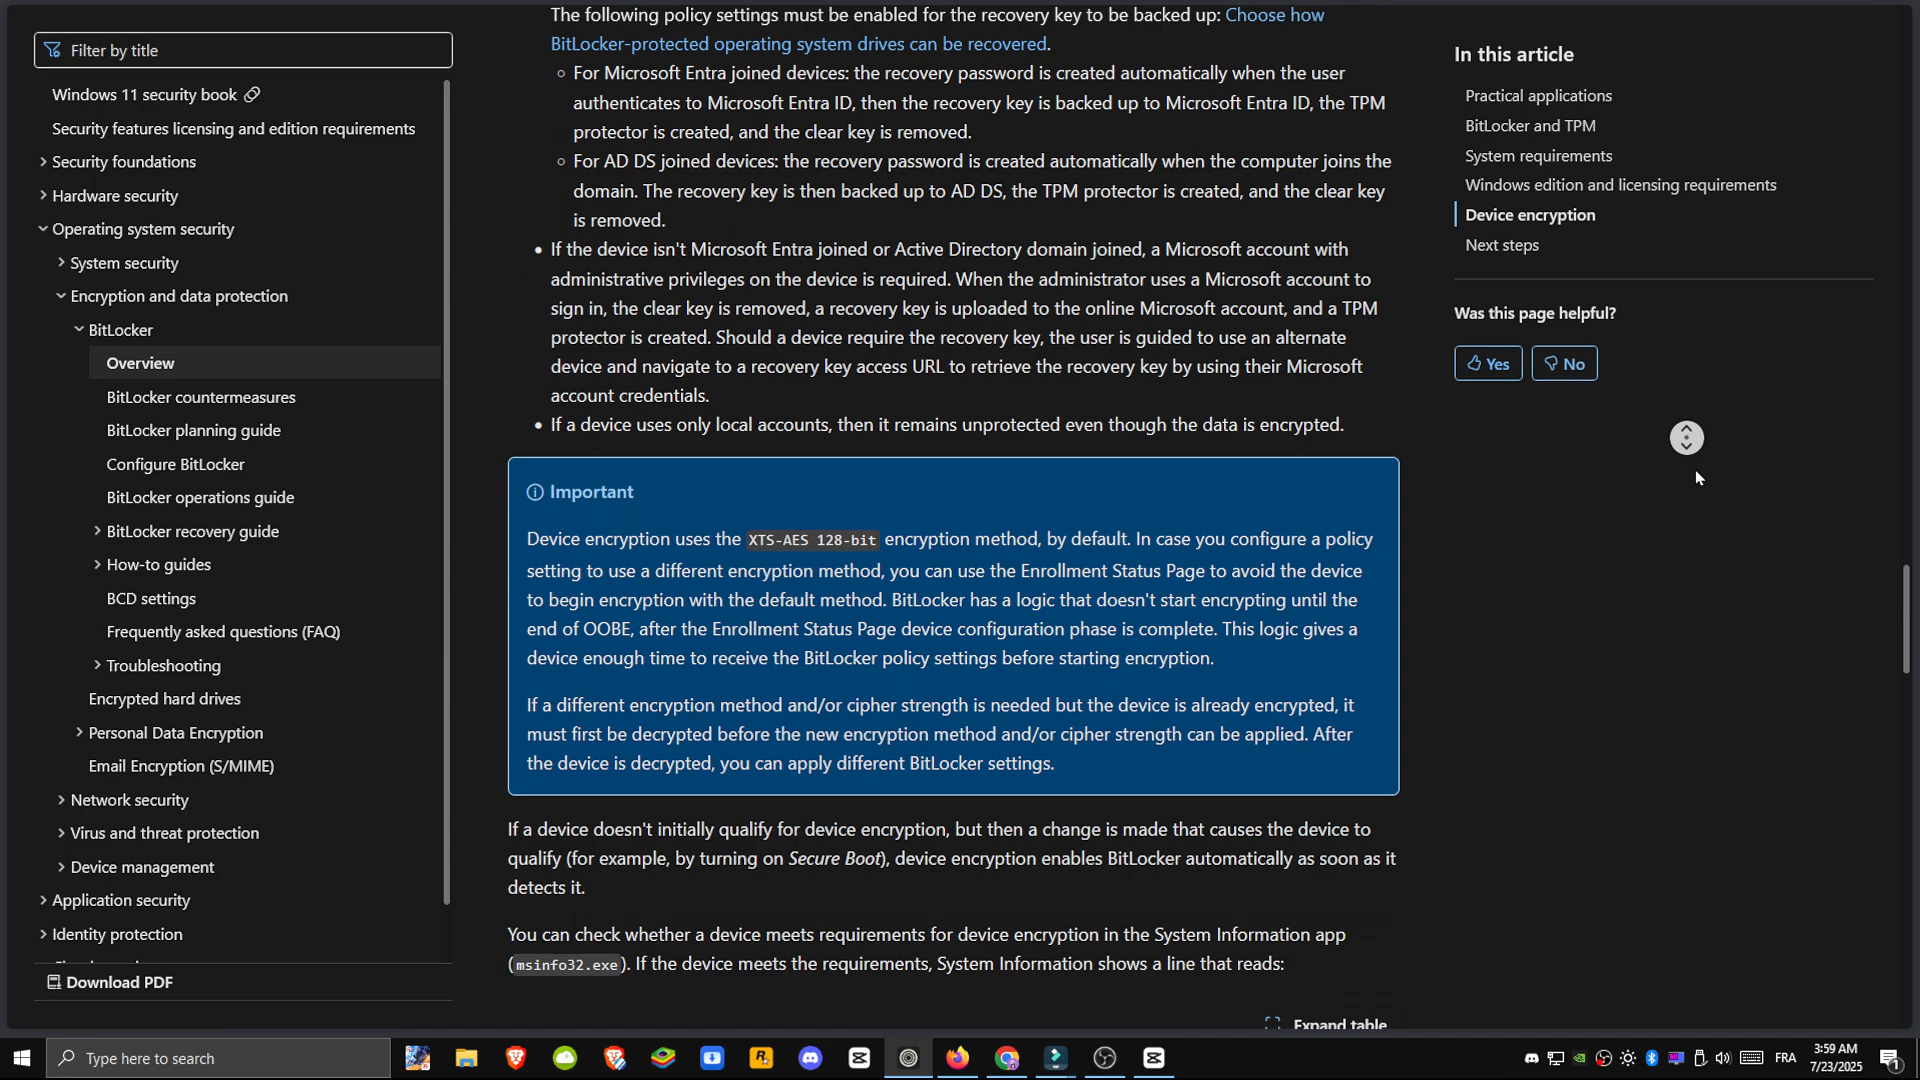 Filter by title
Windows 11 security book
Security features licensing and edition requirements
Security foundations
Hardware security
Operating system security
System security
Encryption and data protection
BitLocker
Overview
BitLocker countermeasures
BitLocker planning guide
Configure BitLocker
BitLocker operations guide
BitLocker recovery guide
How-to guides
BCD settings
Frequently asked questions (FAQ)
Troubleshooting
Encrypted hard drives
Personal Data Encryption
Email Encryption (S/MIME)
Network security
Virus and threat protection
Device management
Application security
Identity protection
Download PDF
The following policy settings must be enabled for the recovery key to be backed up: Choose how
BitLocker-protected operating system drives can be recovered.
For Microsoft Entra joined devices: the recovery password is created automatically when the user
authenticates to Microsoft Entra ID, then the recovery key is backed up to Microsoft Entra ID, the TPM
protector is created, and the clear key is removed.
For AD DS joined devices: the recovery password is created automatically when the computer joins the
domain. The recovery key is then backed up to AD DS, the TPM protector is created, and the clear key
is removed.
If the device isn't Microsoft Entra joined or Active Directory domain joined, a Microsoft account with
administrative privileges on the device is required. When the administrator uses a Microsoft account to
sign in, the clear key is removed, a recovery key is uploaded to the online Microsoft account, and a TPM
protector is created. Should a device require the recovery key, the user is guided to use an alternate
device and navigate to a recovery key access URL to retrieve the recovery key by using their Microsoft
account credentials.
If a device uses only local accounts, then it remains unprotected even though the data is encrypted.
Important
Device encryption uses the XTS-AES 128-bit encryption method, by default. In case you configure a policy
setting to use a different encryption method, you can use the Enrollment Status Page to avoid the device
to begin encryption with the default method. BitLocker has a logic that doesn't start encrypting until the
end of OOBE, after the Enrollment Status Page device configuration phase is complete. This logic gives a
device enough time to receive the BitLocker policy settings before starting encryption.
If a different encryption method and/or cipher strength is needed but the device is already encrypted, it
must first be decrypted before the new encryption method and/or cipher strength can be applied. After
the device is decrypted, you can apply different BitLocker settings.
If a device doesn't initially qualify for device encryption, but then a change is made that causes the device to
qualify (for example, by turning on Secure Boot), device encryption enables BitLocker automatically as soon as it
detects it.
You can check whether a device meets requirements for device encryption in the System Information app
(msinfo32.exe). If the device meets the requirements, System Information shows a line that reads:
Expand table
In this article
Practical applications
BitLocker and TPM
System requirements
Windows edition and licensing requirements
Device encryption
Next steps
Was this page helpful?
Yes
No
Type here to search
FRA
3:59 AM
7/23/2025
1